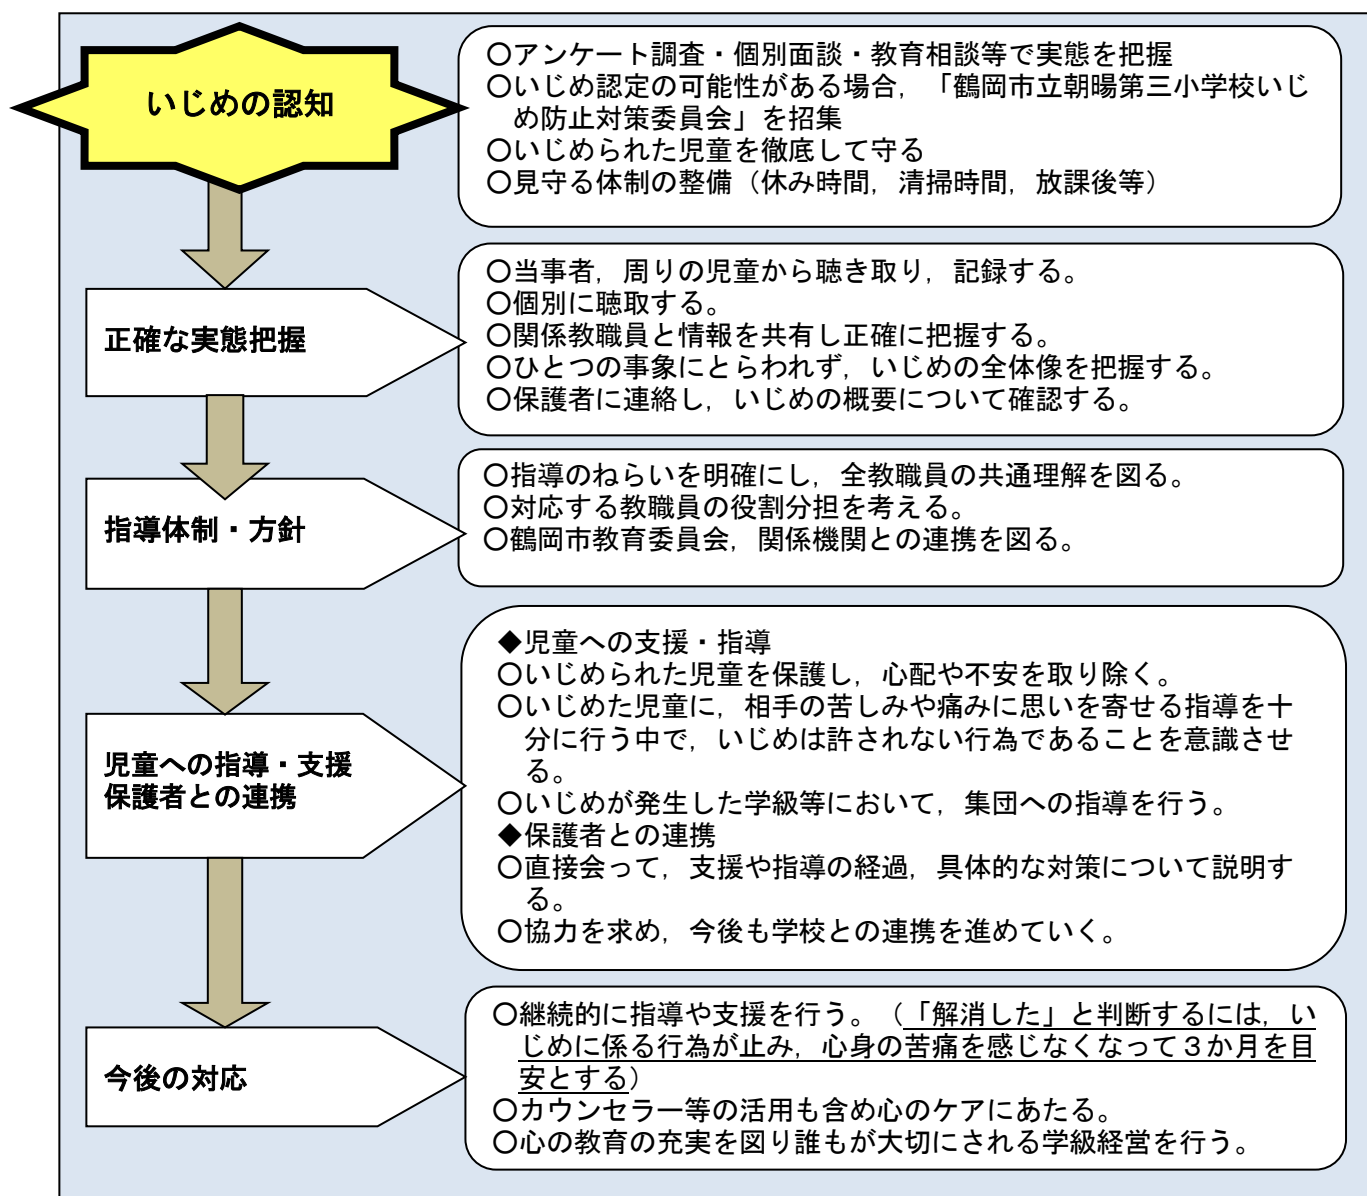 いじめの認知
〇アンケート調査・個別面談・教育相談等で実態を把握
〇いじめ認定の可能性がある場合，「鶴岡市立朝暘第三小学校いじ
め防止対策委員会」を招集
〇いじめられた児童を徹底して守る
〇見守る体制の整備（休み時間，清掃時間，放課後等）
正確な実態把握
〇当事者，周りの児童から聴き取り，記録する。
〇個別に聴取する。
〇関係教職員と情報を共有し正確に把握する。
〇ひとつの事象にとらわれず，いじめの全体像を把握する。
〇保護者に連絡し，いじめの概要について確認する。
指導体制・方針
〇指導のねらいを明確にし，全教職員の共通理解を図る。
〇対応する教職員の役割分担を考える。
〇鶴岡市教育委員会，関係機関との連携を図る。
児童への指導・支援
保護者との連携
◆児童への支援・指導
〇いじめられた児童を保護し，心配や不安を取り除く。
〇いじめた児童に，相手の苦しみや痛みに思いを寄せる指導を十
分に行う中で，いじめは許されない行為であることを意識させ
る。
〇いじめが発生した学級等において，集団への指導を行う。
◆保護者との連携
〇直接会って，支援や指導の経過，具体的な対策について説明す
る。
〇協力を求め，今後も学校との連携を進めていく。
今後の対応
〇継続的に指導や支援を行う。（「解消した」と判断するには，い
じめに係る行為が止み，心身の苦痛を感じなくなって３か月を目
安とする）
〇カウンセラー等の活用も含め心のケアにあたる。
〇心の教育の充実を図り誰もが大切にされる学級経営を行う。